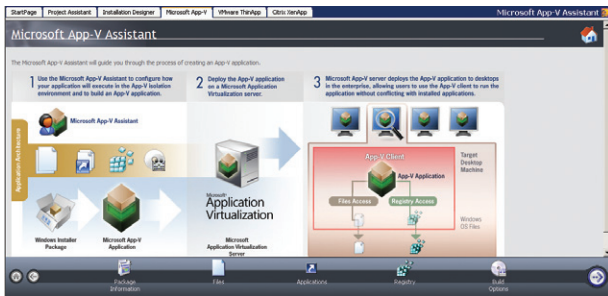 StartPage
Project Assistant
Installation Designer
Microsoft App-V
VMware ThinApp
Citrix XenApp
Microsoft App-V Assistant
Microsoft App-V Assistant
The Microsoft App-V Assistant will guide you through the process of creating an App-V application.
1 Use the Microsoft App-V Assistant to configure how
your application will execute in the App-V isolation
environment and to build an App-V application.
2 Deploy the App-V application
on a Microsoft Application
Virtualization server.
3 Microsoft App-V server deploys the App-V application to desktops
in the enterprise, allowing users to use the App-V client to run the
application without conflicting with installed applications.
Application Architecture
Microsoft App-V Assistant
Windows Installer
Package
Microsoft App-V
Application
Microsoft
Application
Virtualization
Microsoft
Application Virtualization
Server
App-V Client
App-V Application
Files Access
Registry Access
Target
Desktop
Machine
Windows
OS Files
Package
Information
Files
Applications
Registry
Build
Options